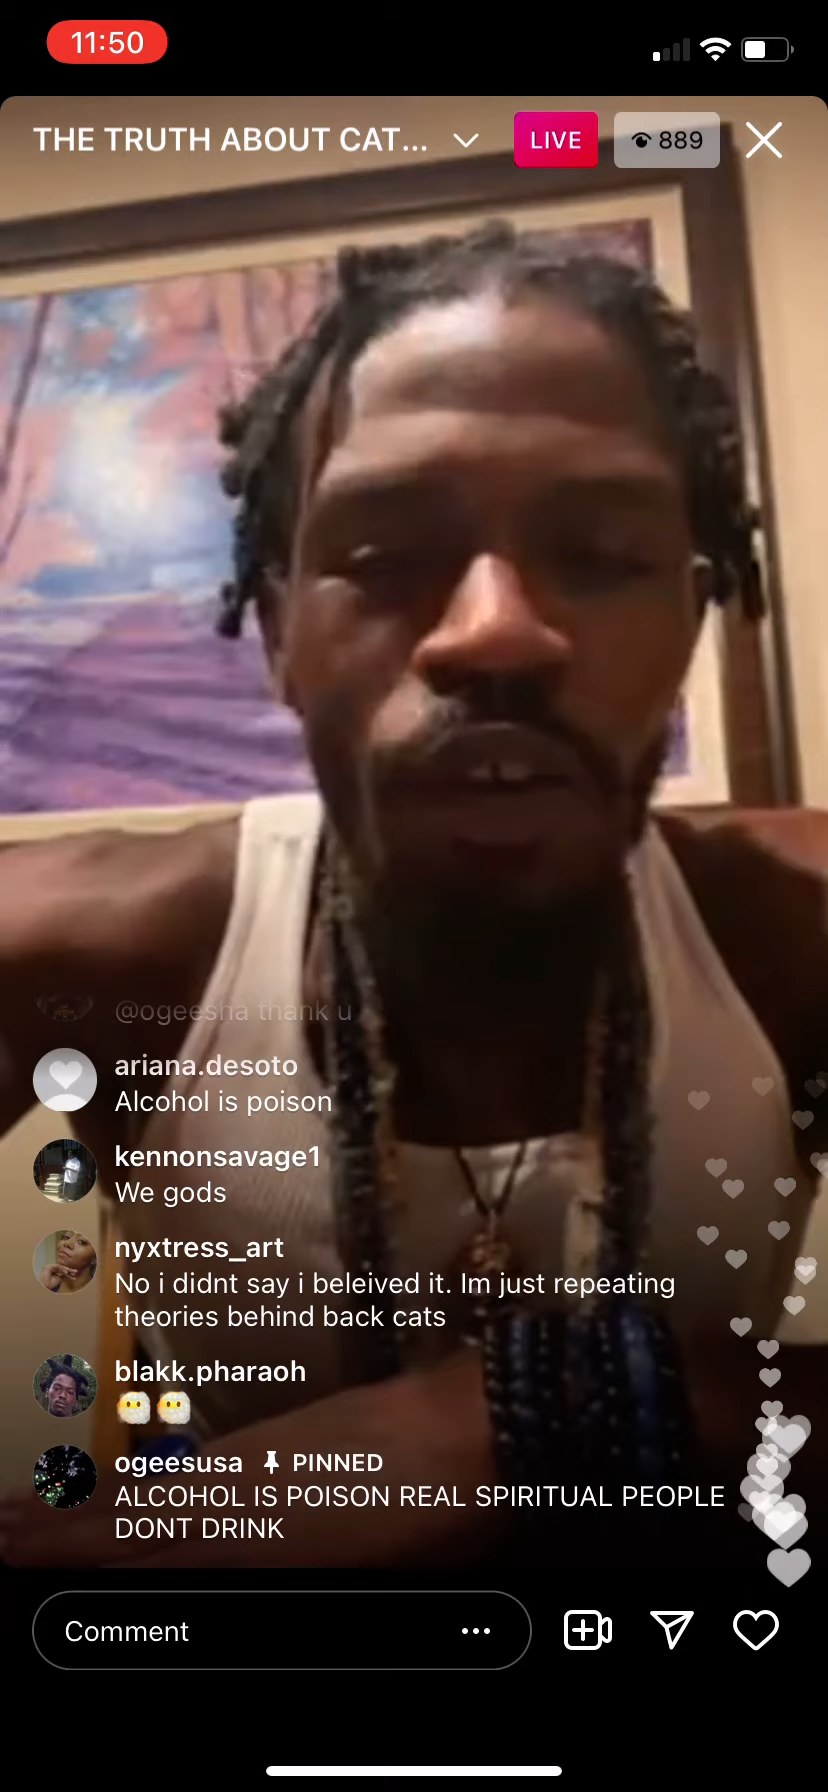 11:50
THE TRUTH ABOUT CAT...
LIVE
889
@ogeesha thank u
ariana.desoto
Alcohol is poison
kennonsavage1
We gods
nyxtress_art
No i didnt say i beleived it. Im just repeating
theories behind back cats
blakk.pharaoh
😶‍🌫️😶‍🌫️
ogeesusa PINNED
ALCOHOL IS POISON REAL SPIRITUAL PEOPLE
DONT DRINK
Comment